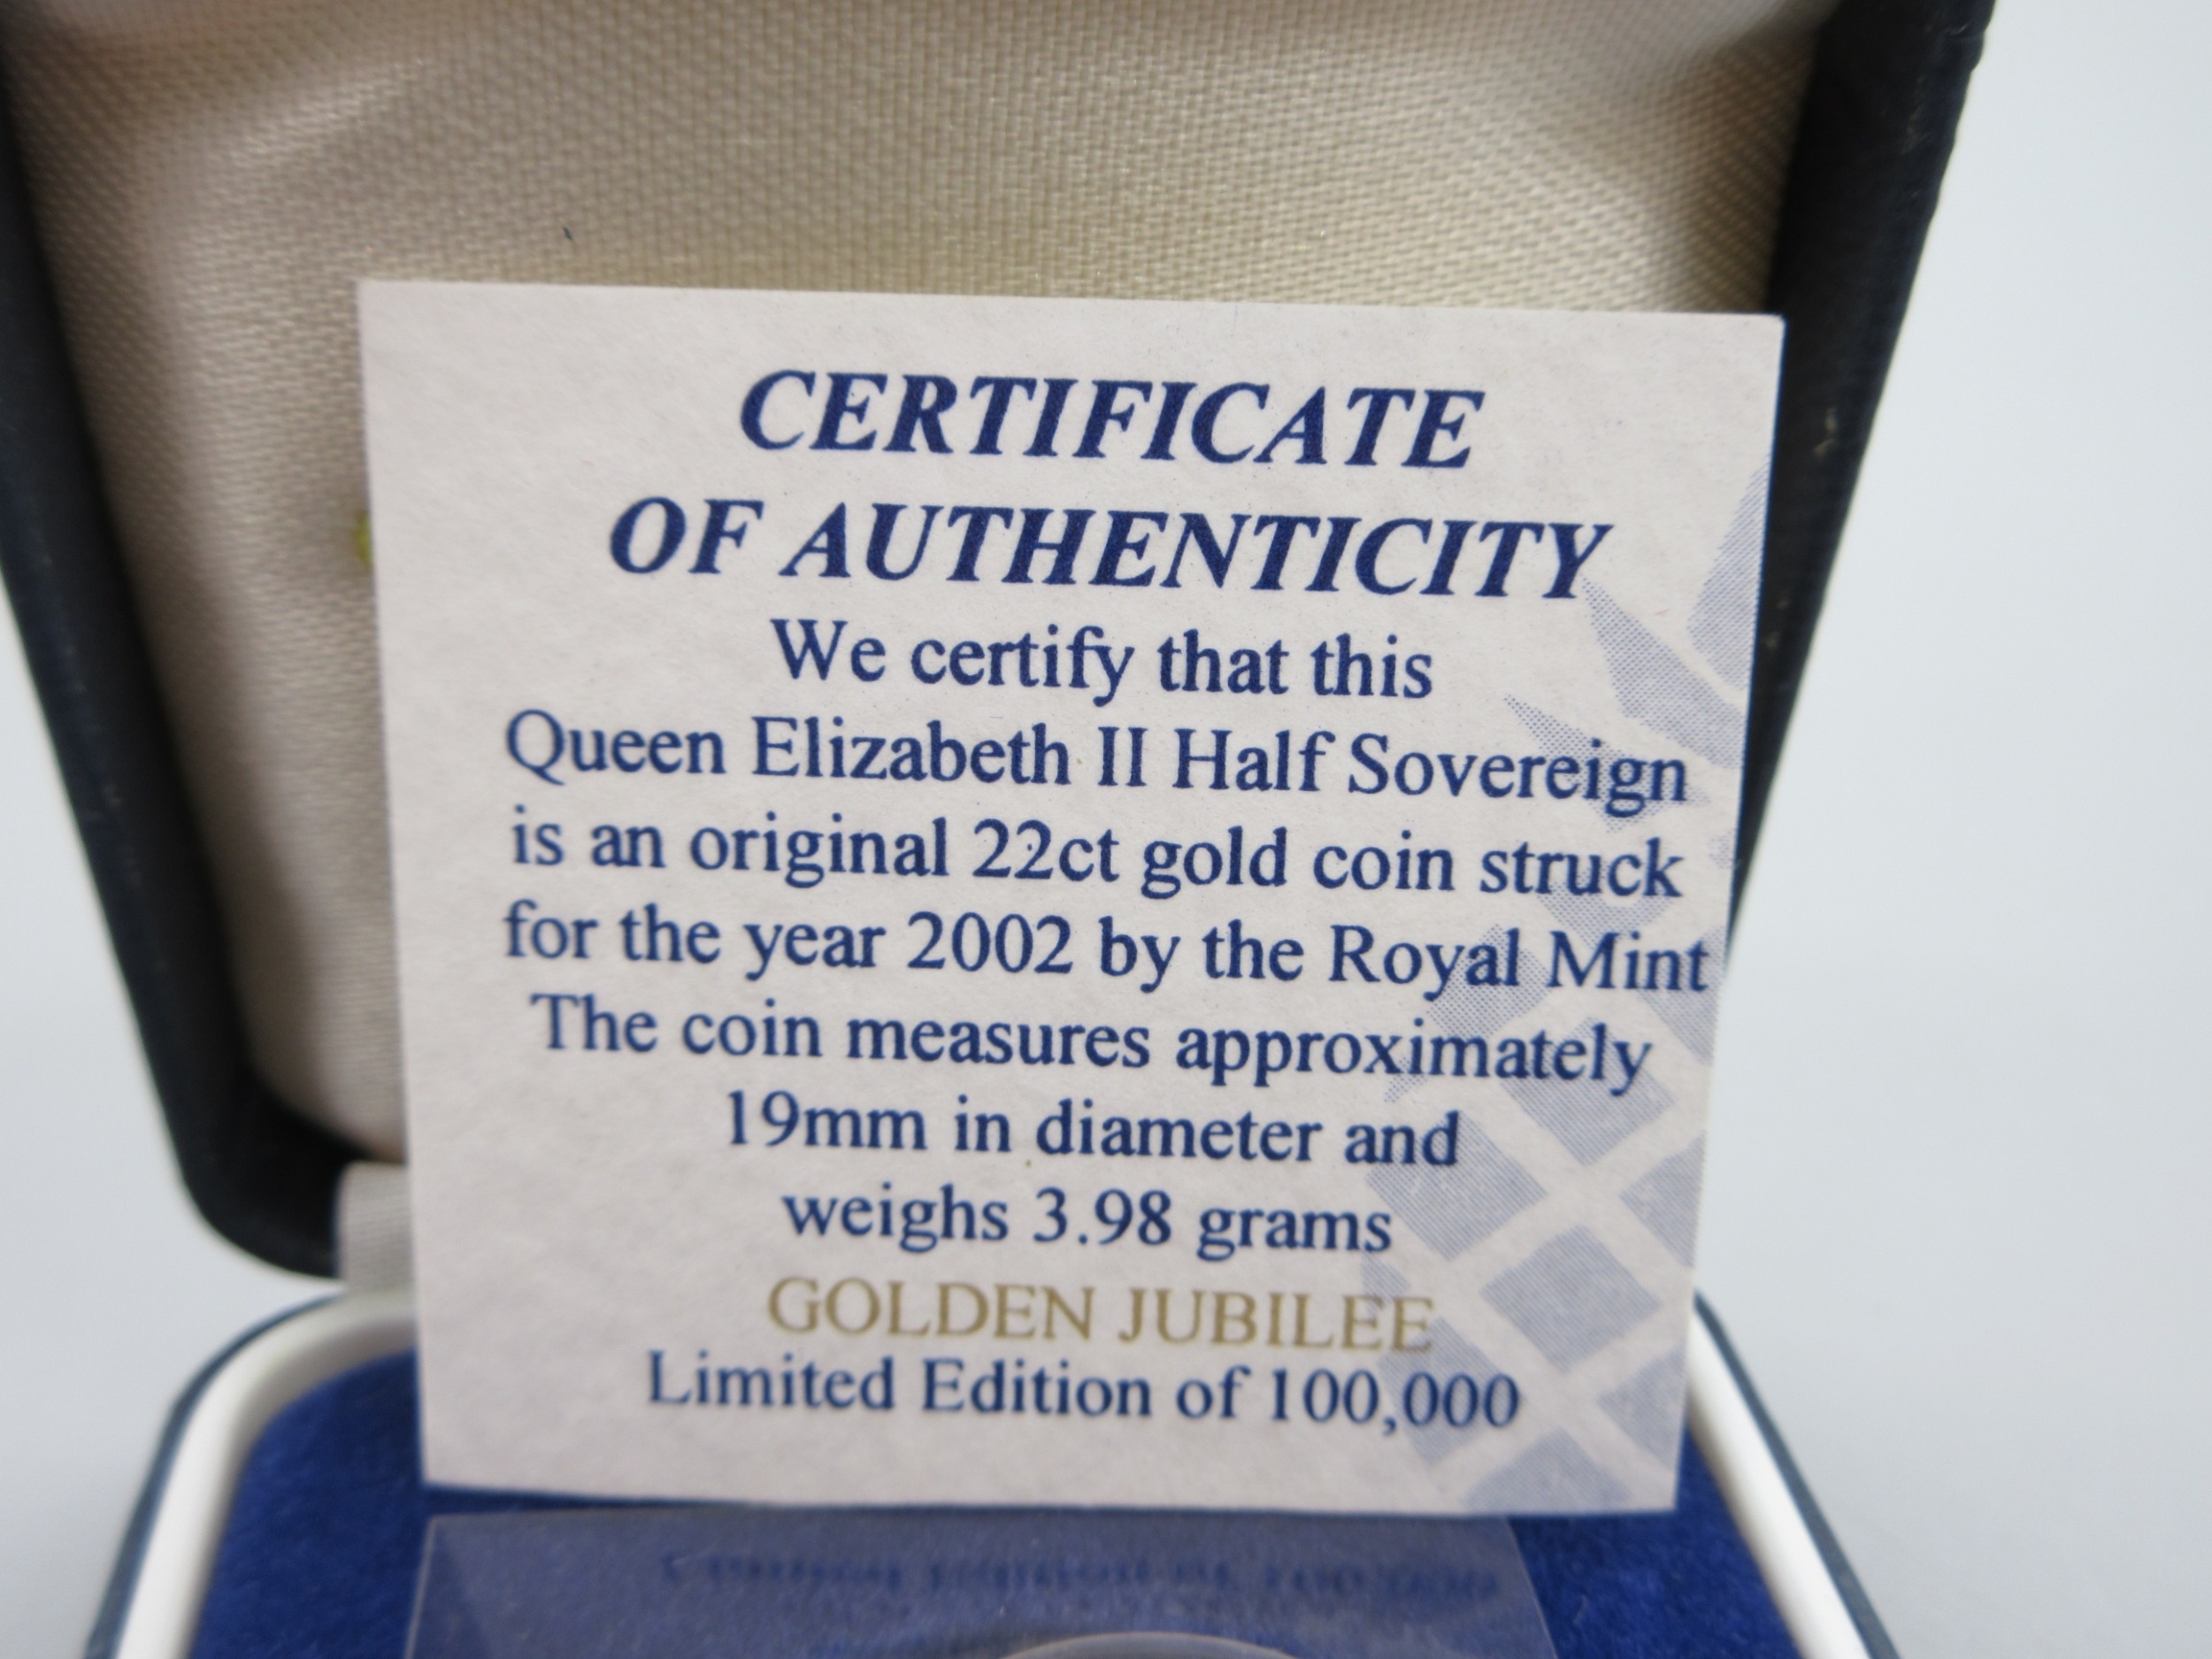 CERTIFICATE
OF AUTHENTICITY
We certify that this
Queen Elizabeth II Half Sovereign
is an original 22ct gold coin struck
for the year 2002 by the Royal Mint
The coin measures approximately
19mm in diameter and
weighs 3.98 grams
GOLDEN JUBILEE
Limited Edition of 100,000